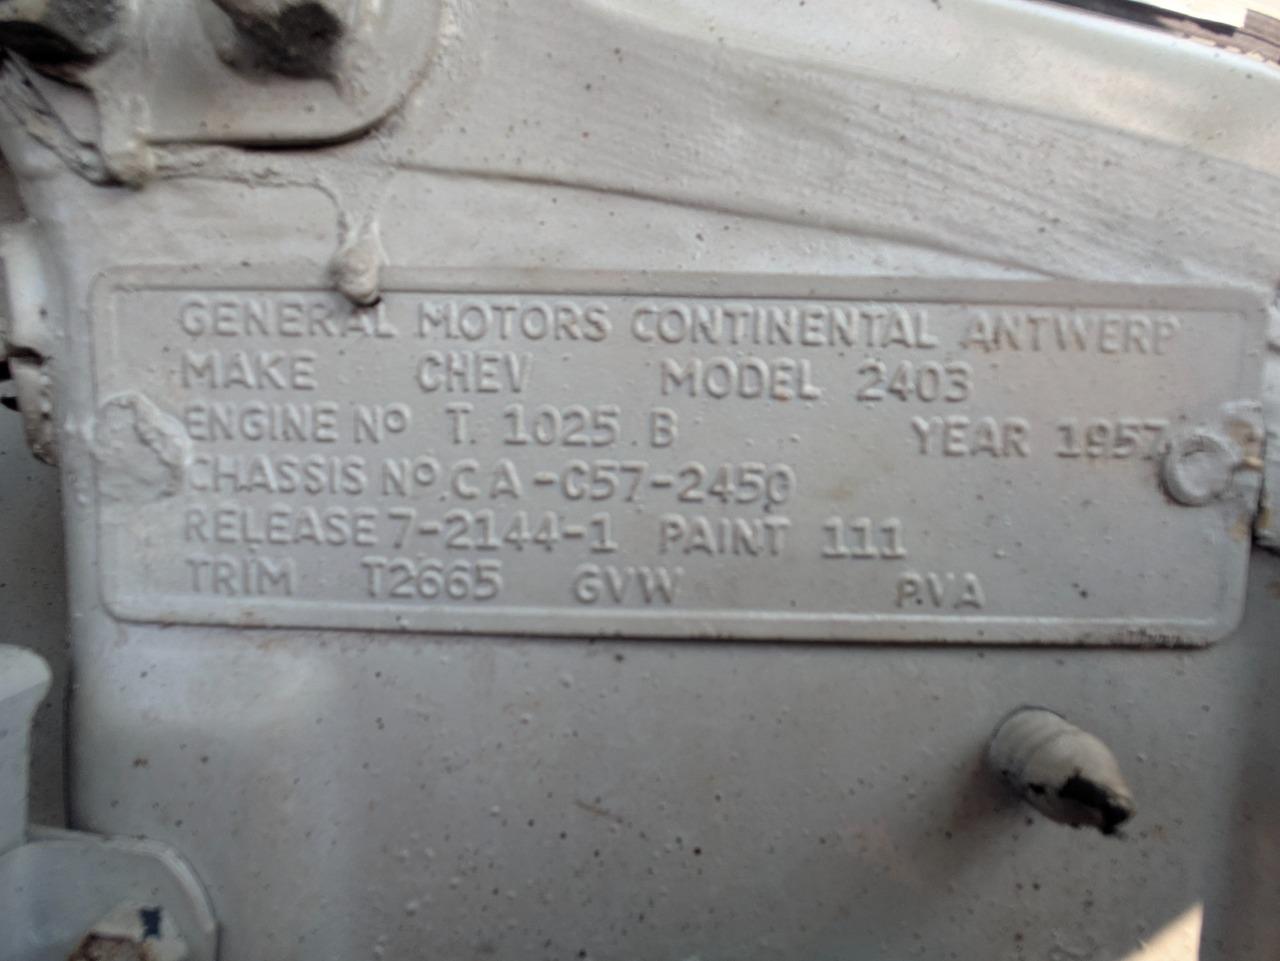 GENERAL MOTORS CONTINENTAL ANTWERP
MAKE CHEV MODEL 2403
ENGINE Nº T. 1025 B YEAR 1957
CHASSIS Nº. CA-C57-2450
RELEASE 7-2144-1 PAINT 111
TRIM T2665 GVW P.V A